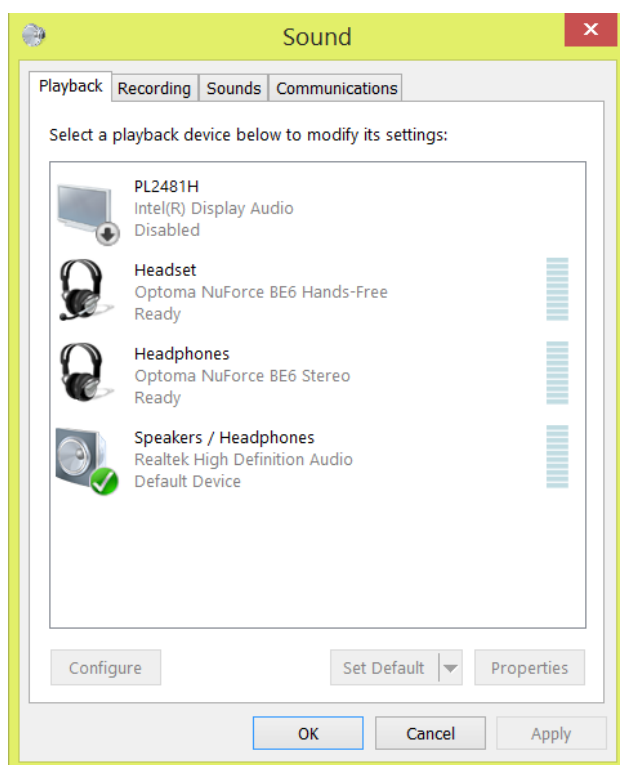 Sound
Playback Recording Sounds Communications
Select a playback device below to modify its settings:
PL2481H
Intel(R) Display Audio
Disabled
Headset
Optoma NuForce BE6 Hands-Free
Ready
Headphones
Optoma NuForce BE6 Stereo
Ready
Speakers / Headphones
Realtek High Definition Audio
Default Device
Configure Set Default Properties
OK Cancel Apply